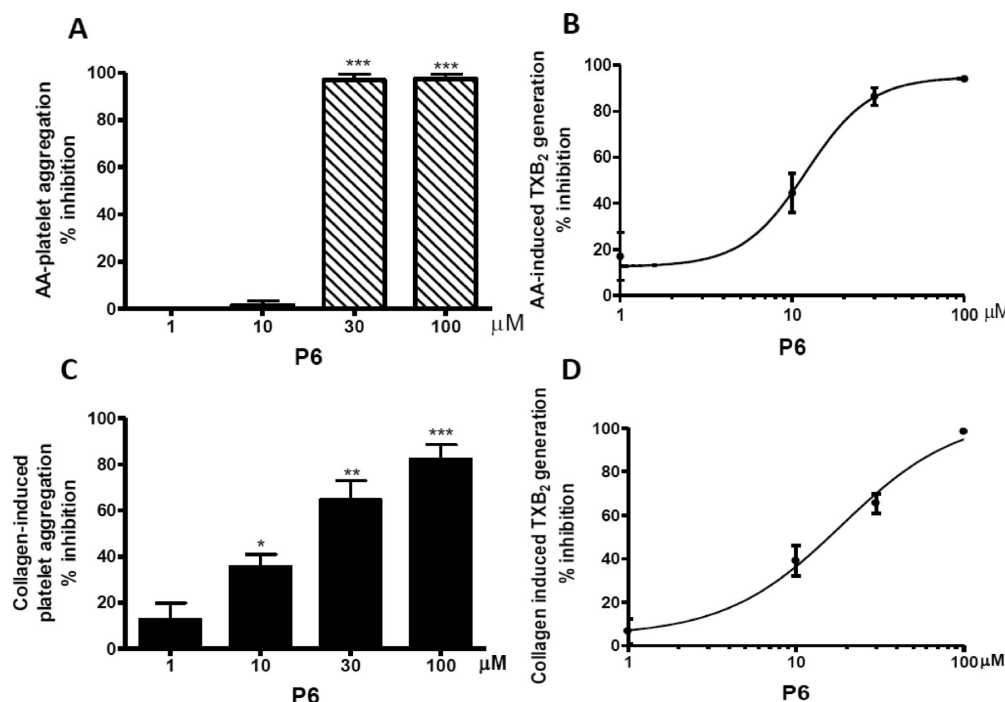 A
AA-platelet aggregation
% inhibition
100
80
60
40
20
0
***
***
1
10
30
100
μM
P6
B
AA-induced TXB2 generation
% inhibition
100
80
60
40
20
0
1
10
100
μM
P6
C
Collagen-induced
platelet aggregation
% inhibition
100
80
60
40
20
0
*
**
***
1
10
30
100
μM
P6
D
Collagen induced TXB2 generation
% inhibition
100
80
60
40
20
0
1
10
100
μM
P6